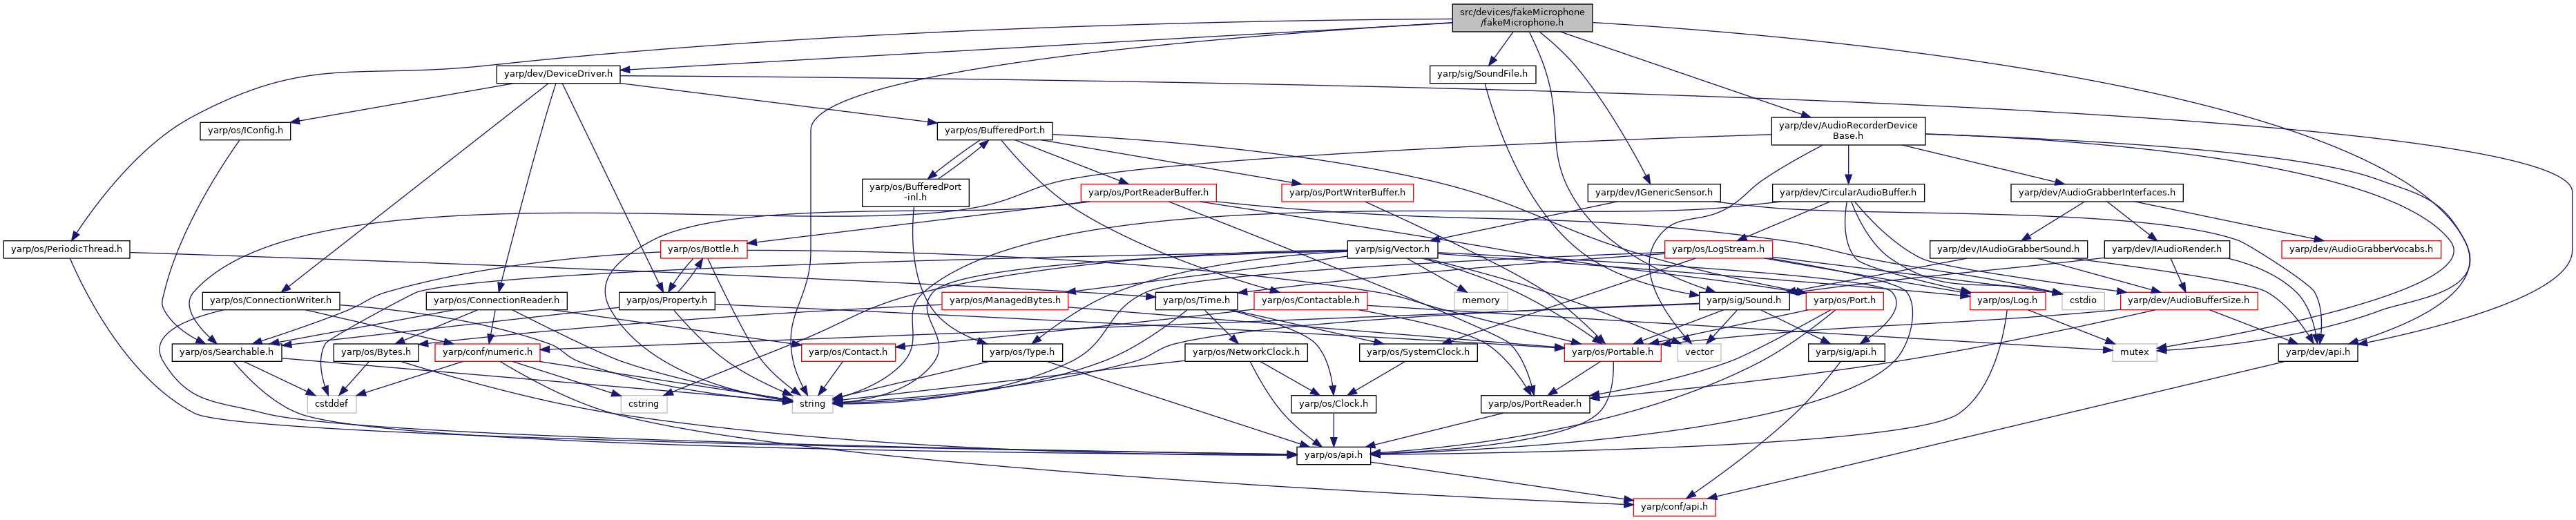 src/devices/fakeMicrophone
/fakeMicrophone.h
yarp/dev/DeviceDriver.h
yarp/sig/SoundFile.h
yarp/os/IConfig.h
yarp/os/BufferedPort.h
yarp/dev/AudioRecorderDevice
Base.h
yarp/os/BufferedPort
-inl.h
yarp/os/PortReaderBuffer.h
yarp/os/PortWriterBuffer.h
yarp/dev/IGenericSensor.h
yarp/dev/CircularAudioBuffer.h
yarp/dev/AudioGrabberInterfaces.h
yarp/os/PeriodicThread.h
yarp/os/Bottle.h
yarp/sig/Vector.h
yarp/os/LogStream.h
yarp/dev/IAudioGrabberSound.h
yarp/dev/IAudioRender.h
yarp/dev/AudioGrabberVocabs.h
yarp/os/ConnectionWriter.h
yarp/os/ConnectionReader.h
yarp/os/Property.h
yarp/os/ManagedBytes.h
yarp/os/Time.h
yarp/os/Contactable.h
memory
yarp/sig/Sound.h
yarp/os/Port.h
yarp/os/Log.h
cstdio
yarp/dev/AudioBufferSize.h
yarp/os/Searchable.h
yarp/os/Bytes.h
yarp/conf/numeric.h
yarp/os/Contact.h
yarp/os/Type.h
yarp/os/NetworkClock.h
yarp/os/SystemClock.h
yarp/os/Portable.h
vector
yarp/sig/api.h
mutex
yarp/dev/api.h
cstddef
cstring
string
yarp/os/Clock.h
yarp/os/PortReader.h
yarp/os/api.h
yarp/conf/api.h